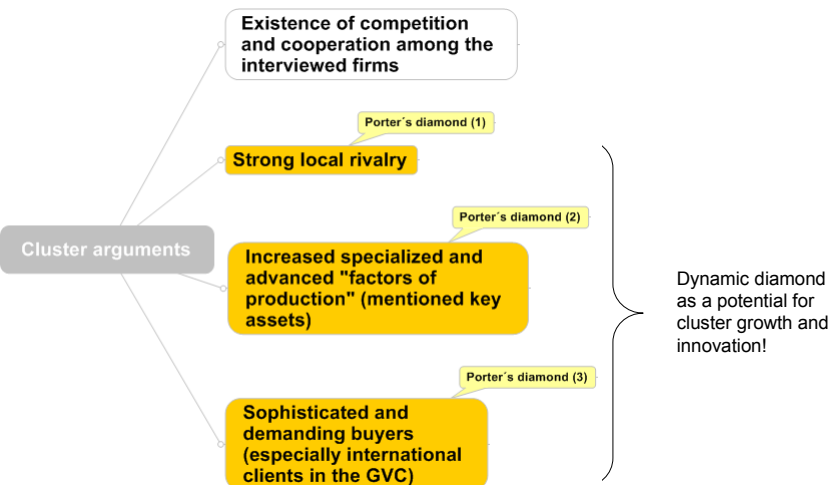 Existence of competition
and cooperation among the
interviewed firms
Porter´s diamond (1)
Strong local rivalry
Porter´s diamond (2)
Cluster arguments
Increased specialized and
advanced "factors of
production" (mentioned key
assets)
Dynamic diamond
as a potential for
cluster growth and
innovation!
Porter´s diamond (3)
Sophisticated and
demanding buyers
(especially international
clients in the GVC)